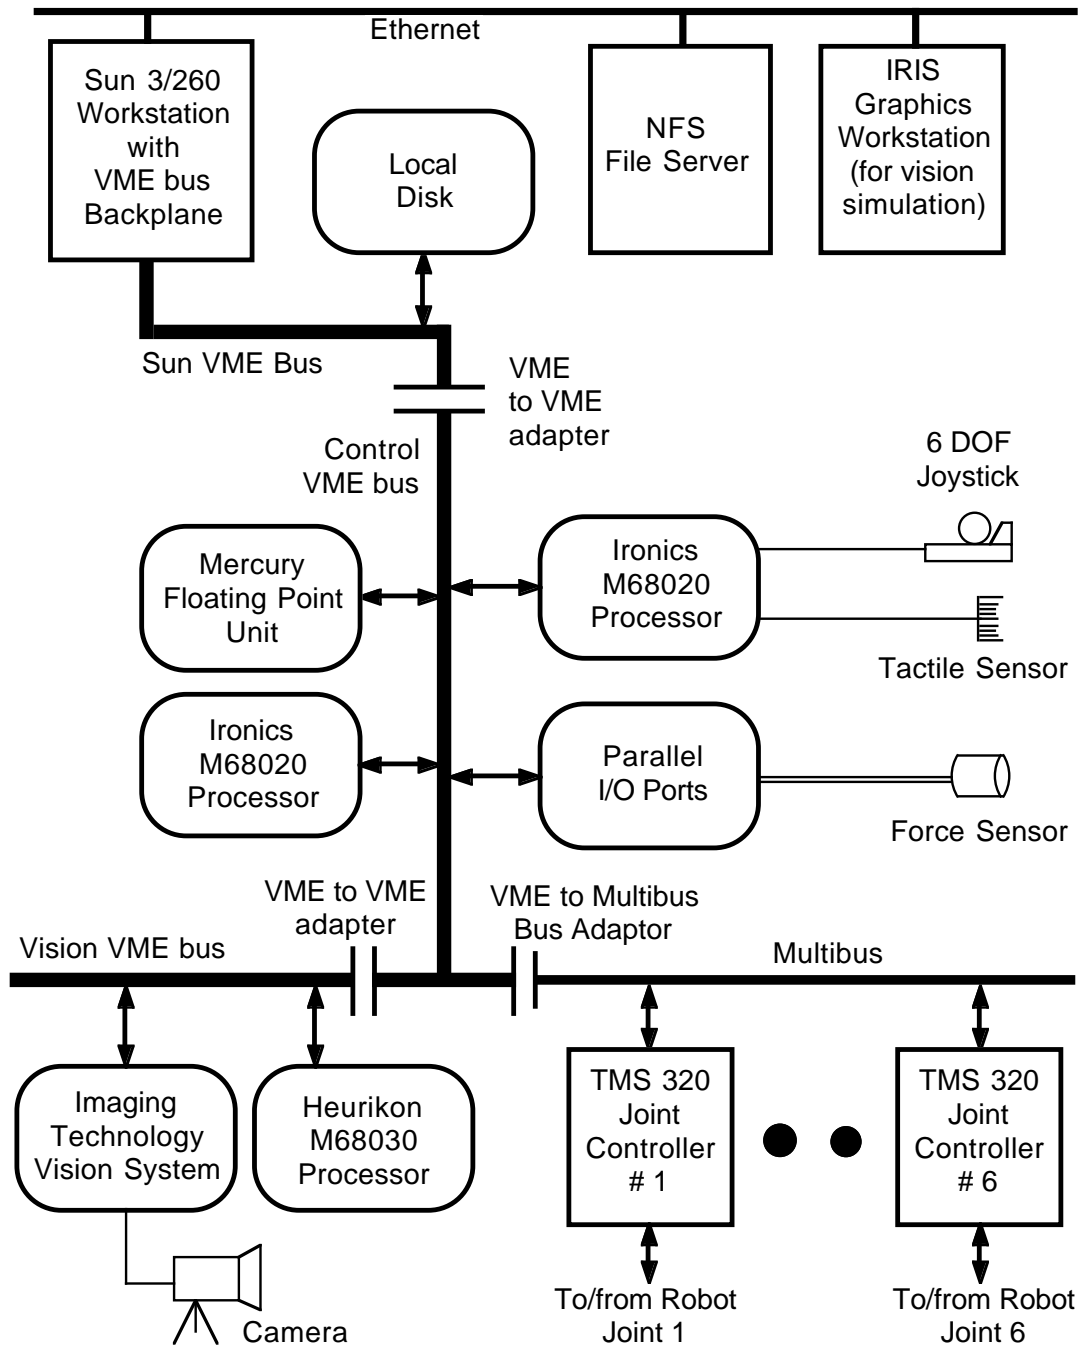 Ethernet
Sun 3/260
Workstation
with
VME bus
Backplane
Local
Disk
NFS
File Server
IRIS
Graphics
Workstation
(for vision
simulation)
Sun VME Bus
VME
to VME
adapter
Control
VME bus
6 DOF
Joystick
Mercury
Floating Point
Unit
Ironics
M68020
Processor
Tactile Sensor
Ironics
M68020
Processor
Parallel
I/O Ports
Force Sensor
VME to VME
adapter
VME to Multibus
Bus Adaptor
Vision VME bus
Multibus
Imaging
Technology
Vision System
Heurikon
M68030
Processor
TMS 320
Joint
Controller
# 1
TMS 320
Joint
Controller
# 6
Camera
To/from Robot
Joint 1
To/from Robot
Joint 6